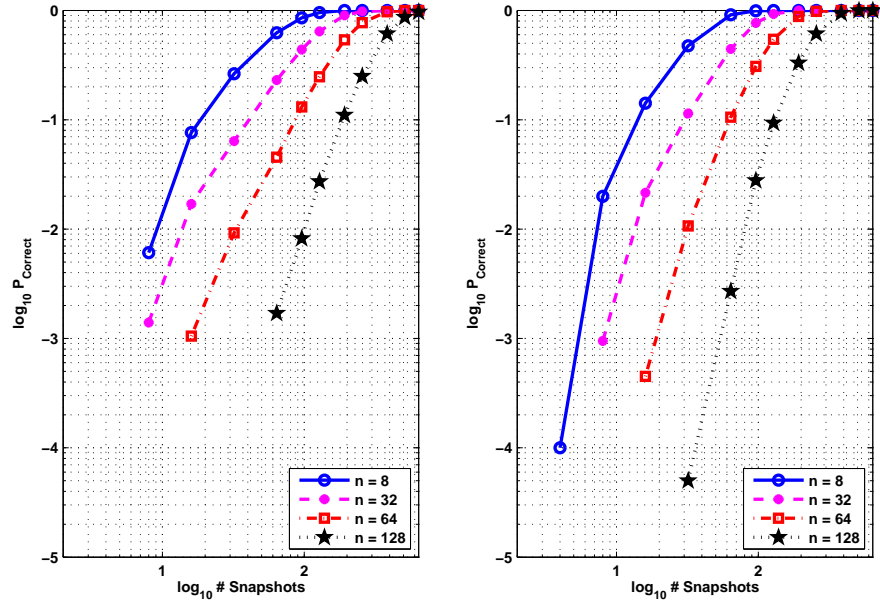 0
-1
-2
-3
-4
-5
log10 PCorrect
1
2
log10 # Snapshots
n = 8
n = 32
n = 64
n = 128
0
-1
-2
-3
-4
-5
log10 PCorrect
1
2
log10 # Snapshots
n = 8
n = 32
n = 64
n = 128